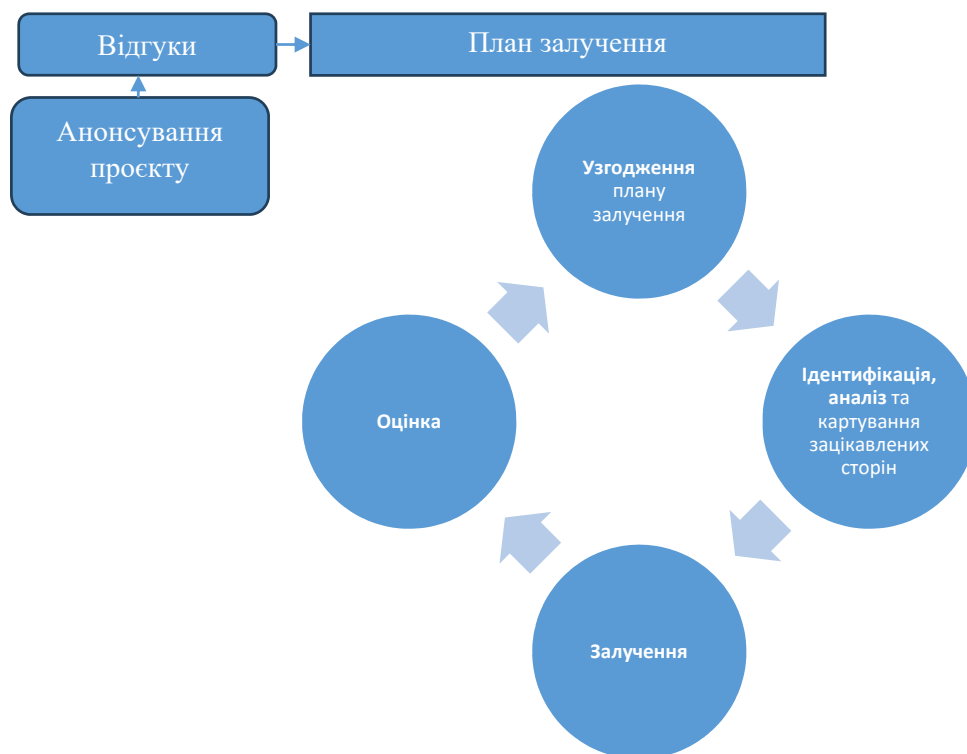 Відгуки
План залучення
Анонсування
проєкту
Узгодження
плану
залучення
Ідентифікація,
аналіз та
картування
зацікавлених
сторін
Оцінка
Залучення